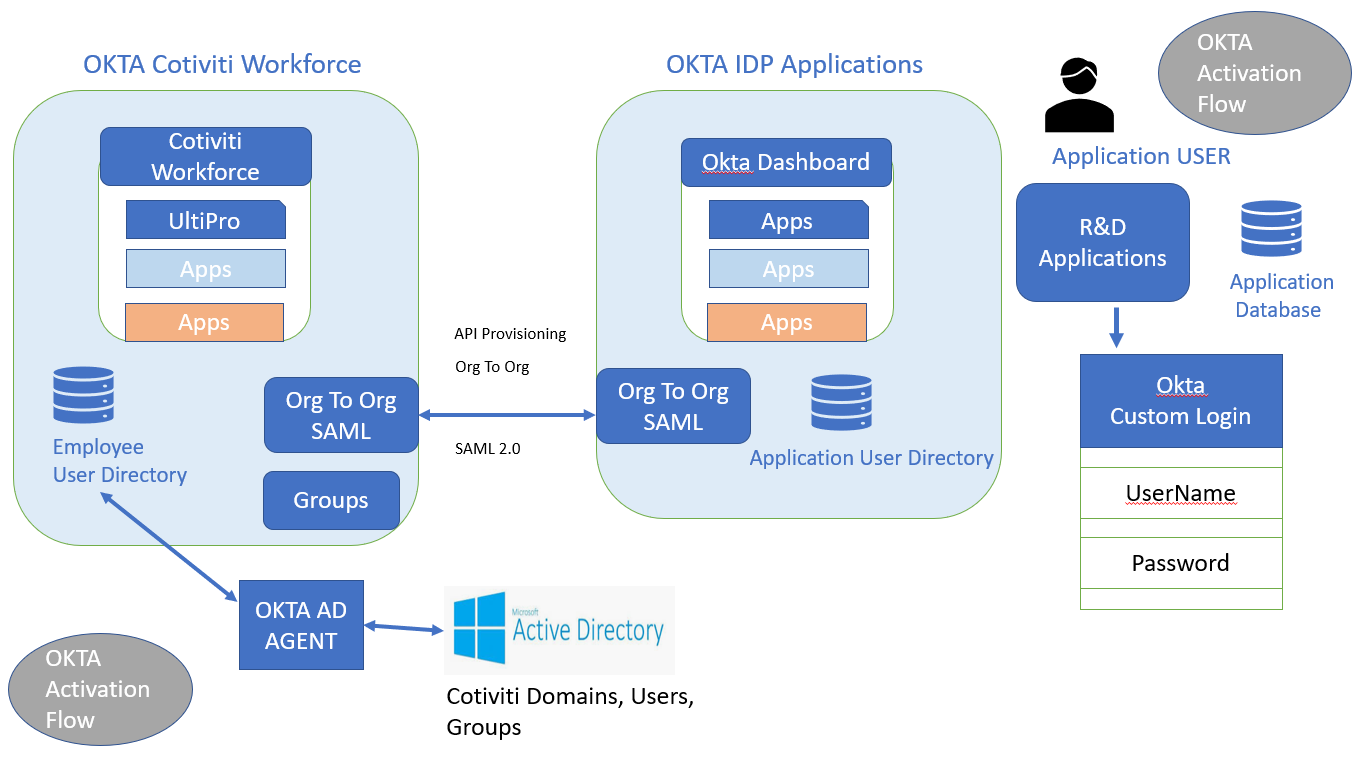 OKTA Cotiviti Workforce
Cotiviti
Workforce
UltiPro
Apps
Apps
Employee
User Directory
Org To Org
SAML
Groups
API Provisioning
Org To Org
SAML 2.0
OKTA IDP Applications
Okta Dashboard
Apps
Apps
Apps
Org To Org
SAML
Application User Directory
OKTA
Activation
Flow
Application USER
R&D
Applications
Application
Database
Okta
Custom Login
UserName
Password
OKTA AD
AGENT
Microsoft
Active Directory
Cotiviti Domains, Users,
Groups
OKTA
Activation
Flow